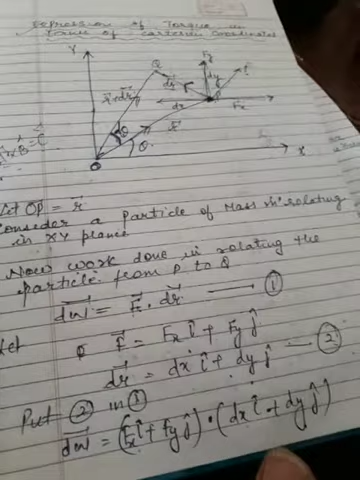 Expression of Torque in
Terms of cartesian coordinates
Y
Q
P
X
O
θ
dx
dy
Let OP = r⃗
Consider a particle of Mass 'm' rotating
in XY plane
Now work done in rotating the
particle from P to Q
dw⃗ = F⃗ . dr⃗ — ①
Let F⃗ = Fx î + Fy ĵ
dr⃗ = dx î + dy ĵ — ②
Put ② in ①
dw⃗ = (Fx î + Fy ĵ) . (dx î + dy ĵ)